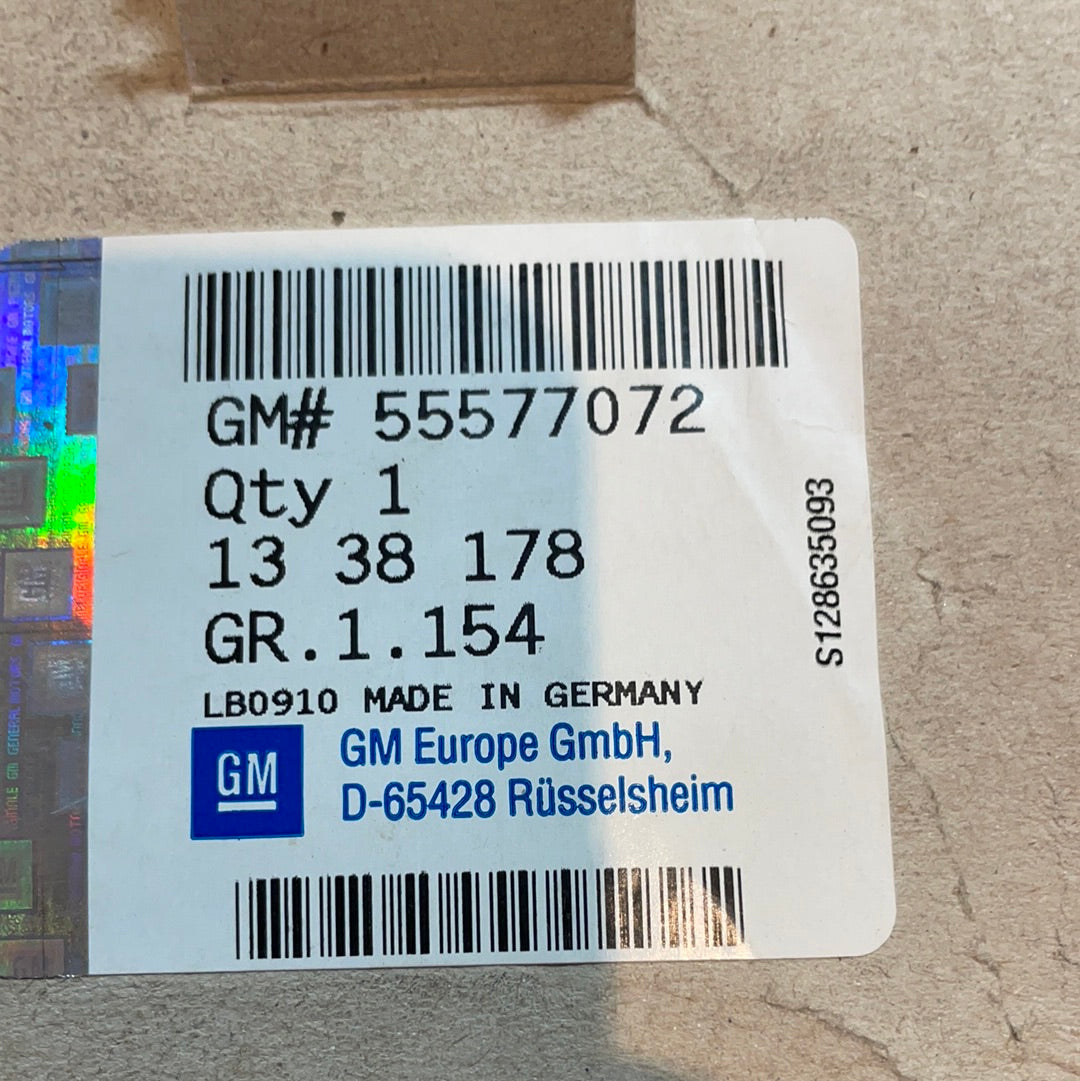 GM# 55577072
Qty 1
13 38 178
GR.1.154
LB0910 MADE IN GERMANY
GM
GM Europe GmbH,
D-65428 Rüsselsheim
S128635093
GM